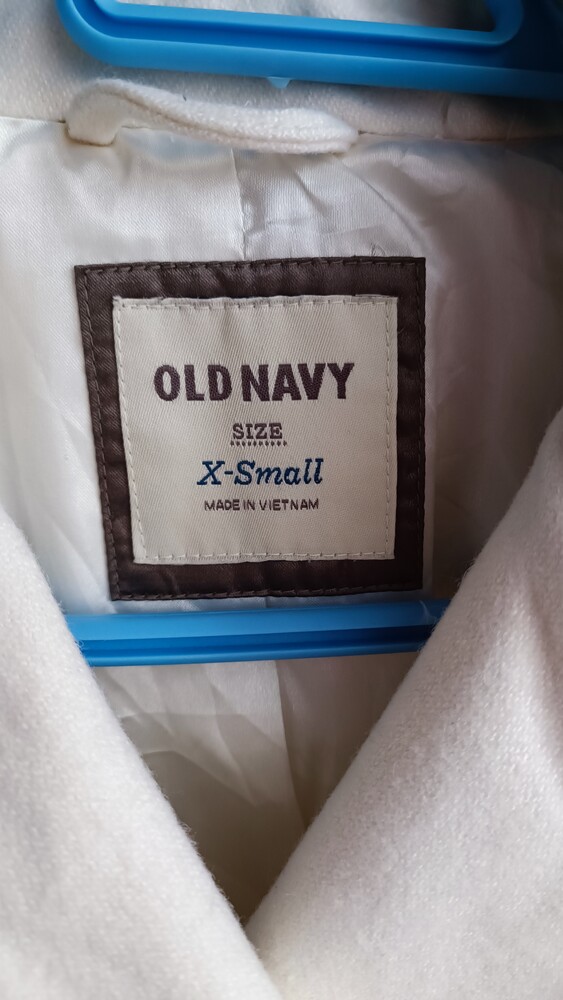 OLD NAVY
SIZE
X-Small
MADE IN VIETNAM